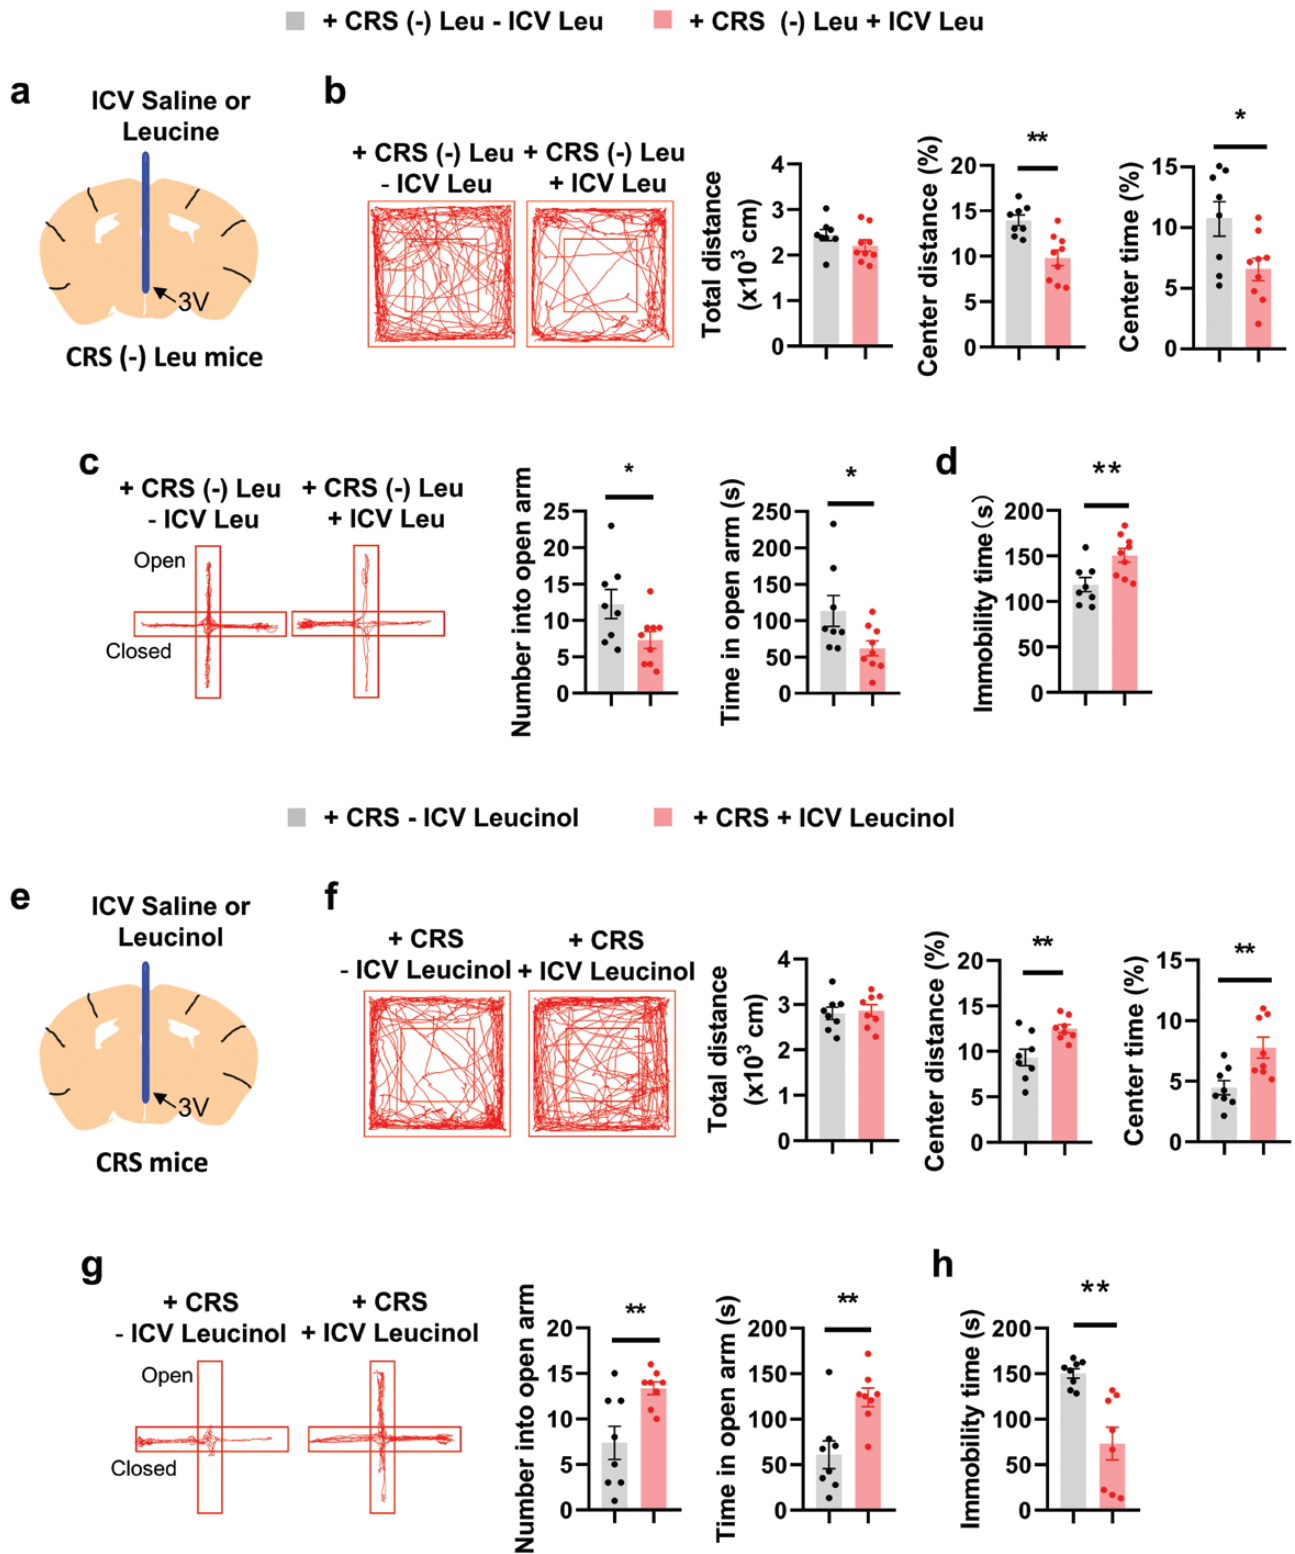 + CRS (-) Leu - ICV Leu
+ CRS (-) Leu + ICV Leu
a
ICV Saline or
Leucine
3V
CRS (-) Leu mice
b
+ CRS (-) Leu
- ICV Leu
+ CRS (-) Leu
+ ICV Leu
Total distance
(x10³ cm)
4
3
2
1
0
Center distance (%)
**
20
15
10
5
0
Center time (%)
*
15
10
5
0
c
+ CRS (-) Leu
- ICV Leu
+ CRS (-) Leu
+ ICV Leu
Open
Closed
Number into open arm
*
25
20
15
10
5
0
Time in open arm (s)
*
250
200
150
100
50
0
d
Immobility time (s)
**
200
150
100
50
0
+ CRS - ICV Leucinol
+ CRS + ICV Leucinol
e
ICV Saline or
Leucinol
3V
CRS mice
f
+ CRS
- ICV Leucinol
+ CRS
+ ICV Leucinol
Total distance
(x10³ cm)
4
3
2
1
0
Center distance (%)
**
20
15
10
5
0
Center time (%)
**
15
10
5
0
g
+ CRS
- ICV Leucinol
+ CRS
+ ICV Leucinol
Open
Closed
Number into open arm
**
20
15
10
5
0
Time in open arm (s)
**
200
150
100
50
0
h
Immobility time (s)
**
200
150
100
50
0